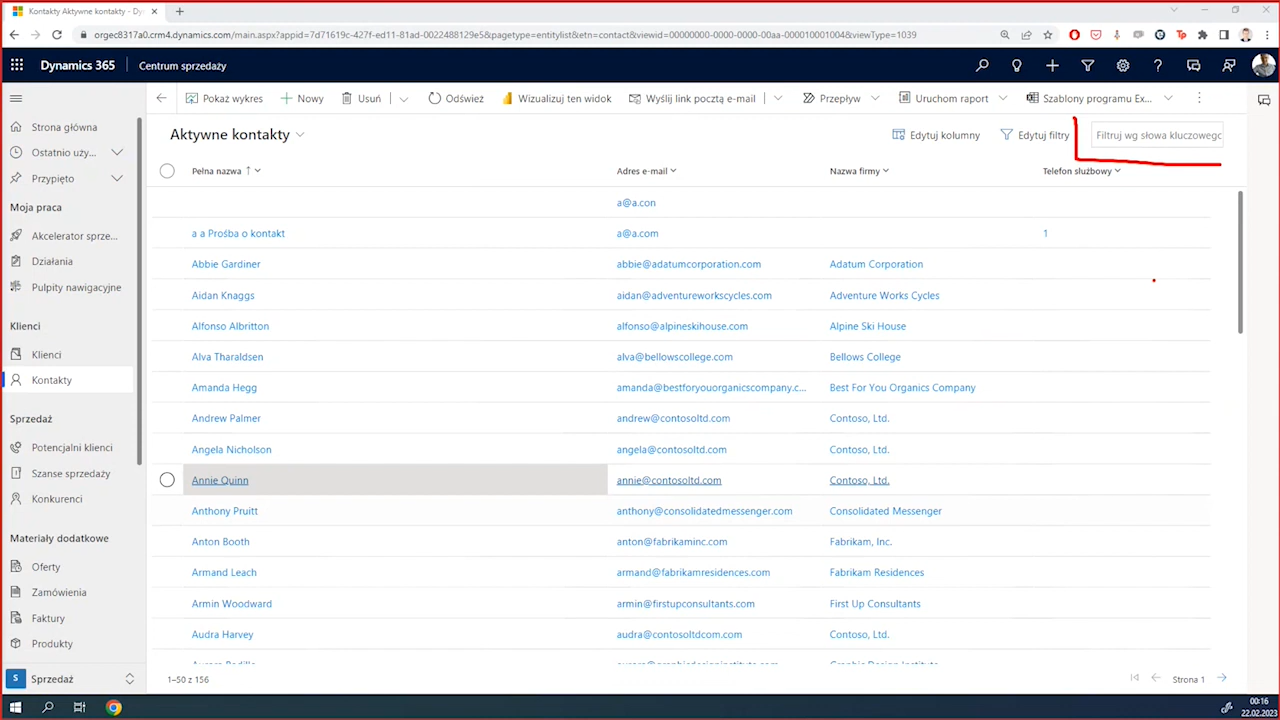 Kontakty Aktywne kontakty - Dyn
orgec8317a0.crm4.dynamics.com/main.aspx?appid=7d71619c-427f-ed11-81ad-0022488129e5&pagetype=entitylist&etn=contact&viewid=00000000-0000-0000-00aa-000010001004&viewType=1039
Dynamics 365
Centrum sprzedaży
Pokaż wykres
Nowy
Usuń
Odśwież
Wizualizuj ten widok
Wyślij link pocztą e-mail
Przepływ
Uruchom raport
Szablony programu Ex...
Strona główna
Ostatnio uży...
Przypięto
Moja praca
Akcelerator sprze...
Działania
Pulpity nawigacyjne
Klienci
Klienci
Kontakty
Sprzedaż
Potencjalni klienci
Szanse sprzedaży
Konkurenci
Materiały dodatkowe
Oferty
Zamówienia
Faktury
Produkty
S Sprzedaż
Aktywne kontakty
Edytuj kolumny
Edytuj filtry
Filtruj wg słowa kluczowego
Pełna nazwa Adres e-mail Nazwa firmy Telefon służbowy
a@a.con
a a Prośba o kontakt a@a.com 1
Abbie Gardiner abbie@adatumcorporation.com Adatum Corporation
Aidan Knaggs aidan@adventureworkscycles.com Adventure Works Cycles
Alfonso Albritton alfonso@alpineskihouse.com Alpine Ski House
Alva Tharaldsen alva@bellowscollege.com Bellows College
Amanda Hegg amanda@bestforyouorganicscompany.c... Best For You Organics Company
Andrew Palmer andrew@contosoltd.com Contoso, Ltd.
Angela Nicholson angela@contosoltd.com Contoso, Ltd.
Annie Quinn annie@contosoltd.com Contoso, Ltd.
Anthony Pruitt anthony@consolidatedmessenger.com Consolidated Messenger
Anton Booth anton@fabrikaminc.com Fabrikam, Inc.
Armand Leach armand@fabrikamresidences.com Fabrikam Residences
Armin Woodward armin@firstupconsultants.com First Up Consultants
Audra Harvey audra@contosoltdcom.com Contoso, Ltd.
1–50 z 156
Strona 1
00:16
22.02.2023